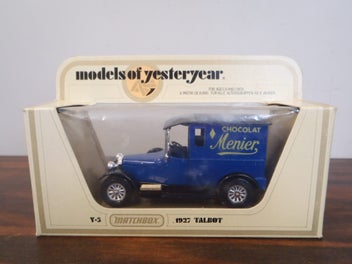 models of yesteryear.
CHOCOLAT
Menier
Y-5 MATCHBOX 1927 TALBOT